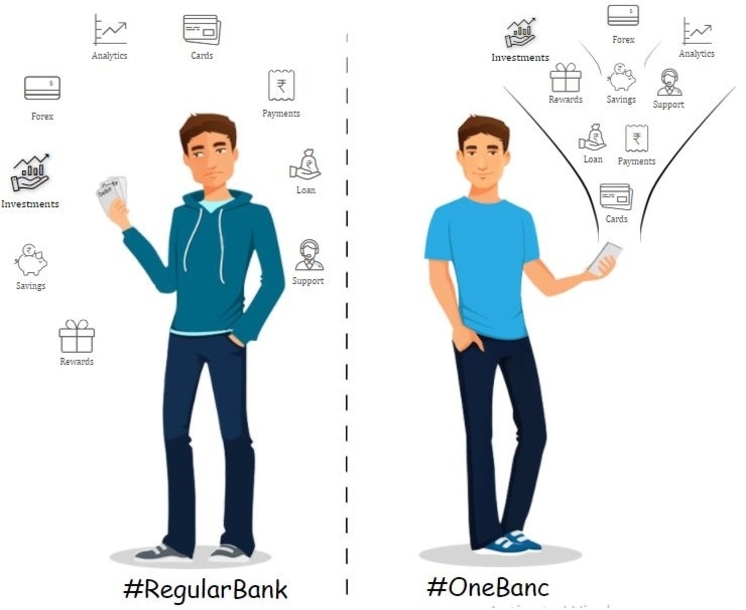 Analytics
Cards
Forex
Payments
Investments
Loan
Savings
Support
Rewards
#RegularBank
Forex
Investments
Analytics
Rewards
Savings
Support
Loan
Payments
Cards
#OneBanc